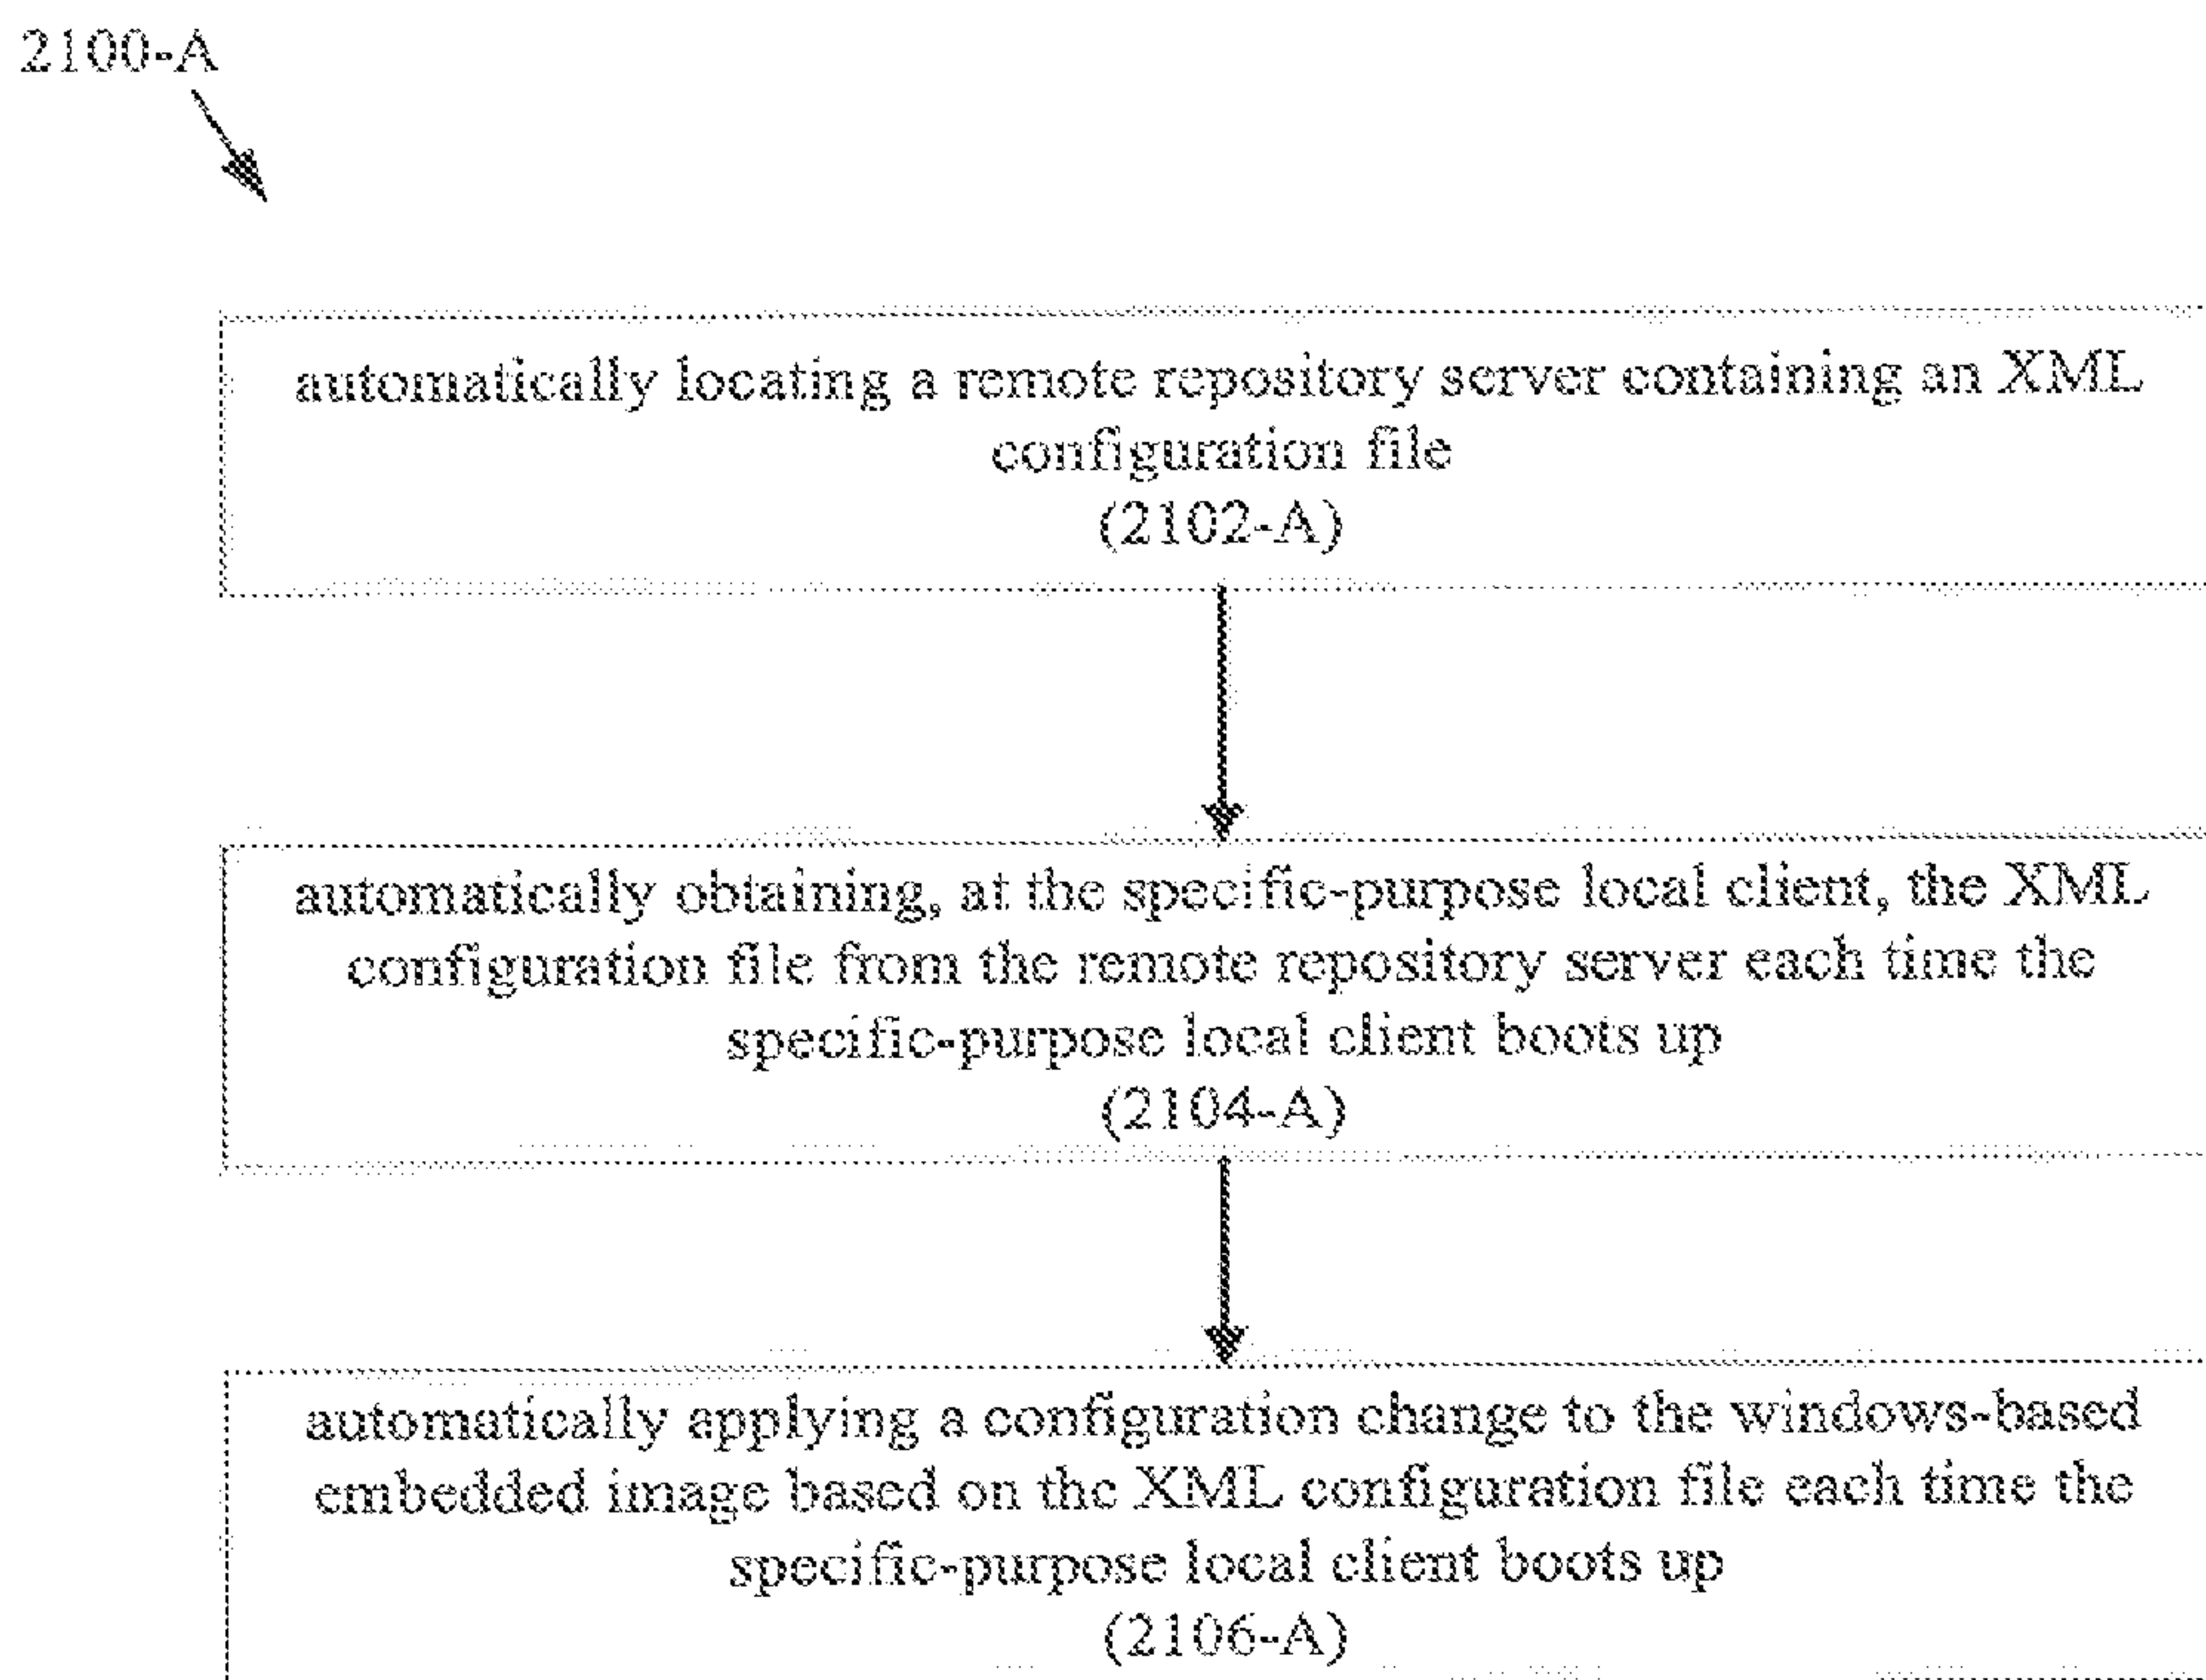 2100-A
automatically locating a remote repository server containing an XML
configuration file
(2102-A)
automatically obtaining, at the specific-purpose local client, the XML
configuration file from the remote repository server each time the
specific-purpose local client boots up
(2104-A)
automatically applying a configuration change to the windows-based
embedded image based on the XML configuration file each time the
specific-purpose local client boots up
(2106-A)